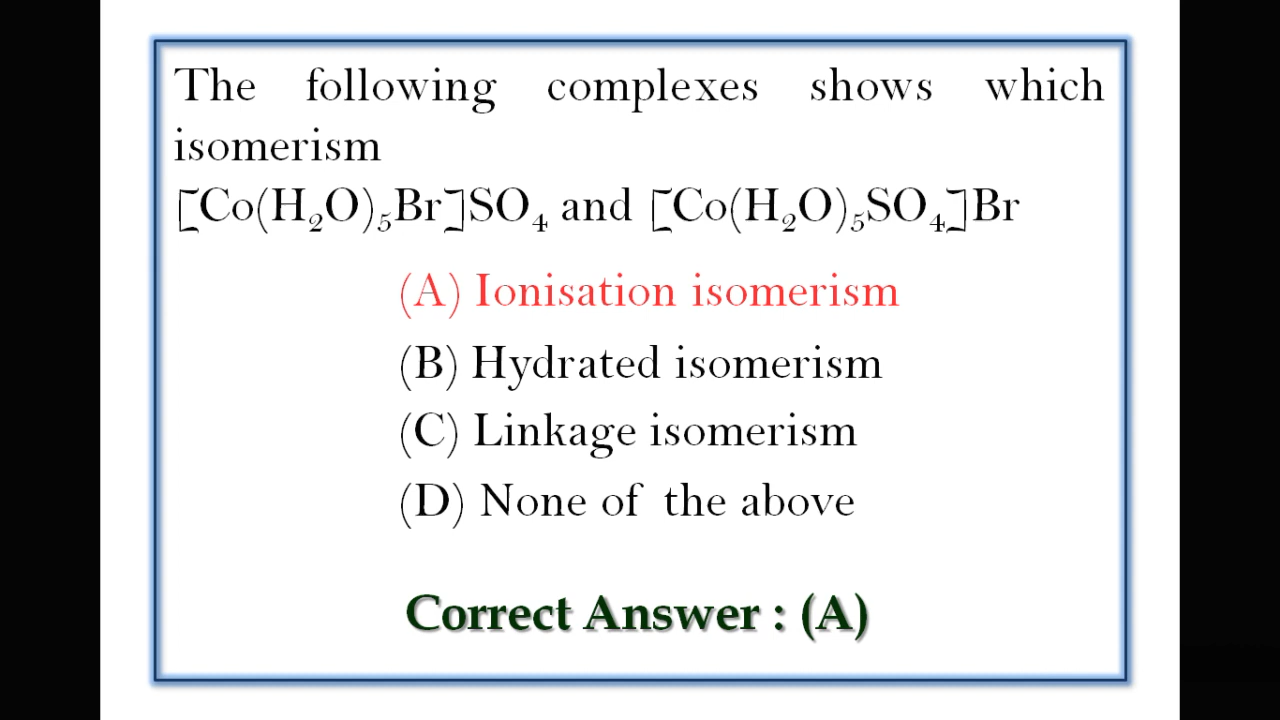 The following complexes shows which
isomerism
[Co(H₂O)₅Br]SO₄ and [Co(H₂O)₅SO₄]Br
(A) Ionisation isomerism
(B) Hydrated isomerism
(C) Linkage isomerism
(D) None of the above
Correct Answer : (A)